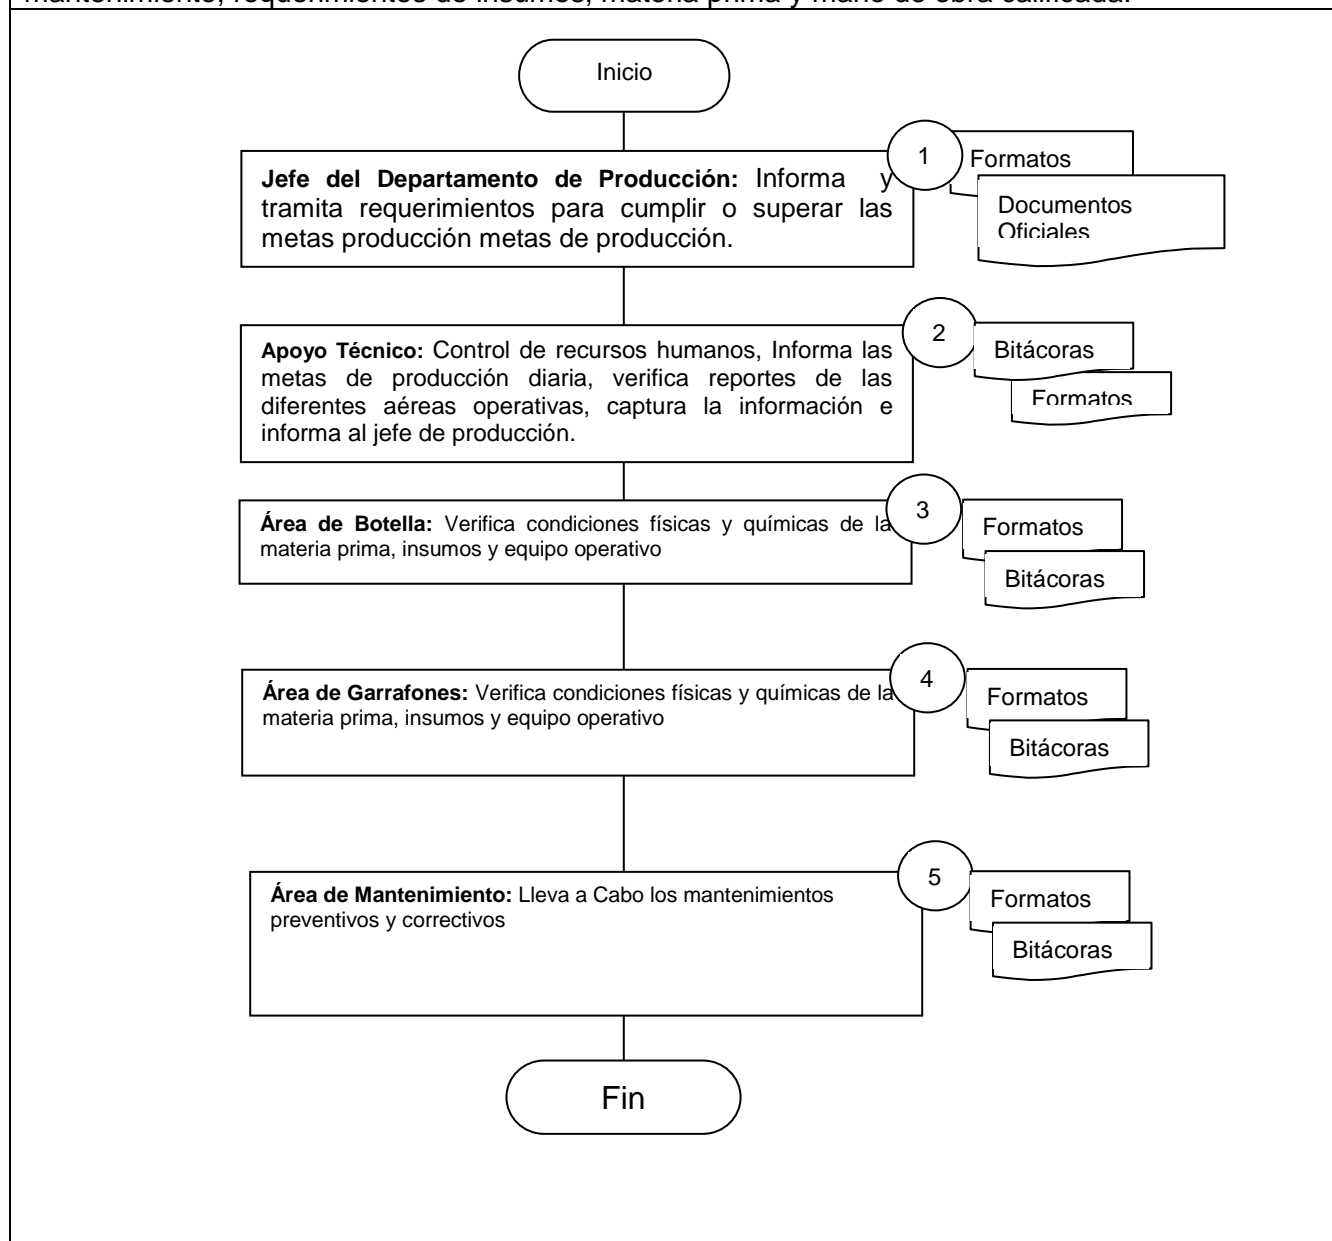 mantenimiento, requerimientos de insumos, materia prima y mano de obra calificada.
Inicio
1
Formatos
Documentos
Oficiales
Jefe del Departamento de Producción: Informa y
tramita requerimientos para cumplir o superar las
metas producción metas de producción.
2
Bitácoras
Formatos
Apoyo Técnico: Control de recursos humanos, Informa las
metas de producción diaria, verifica reportes de las
diferentes aéreas operativas, captura la información e
informa al jefe de producción.
3
Formatos
Bitácoras
Área de Botella: Verifica condiciones físicas y químicas de la
materia prima, insumos y equipo operativo
4
Formatos
Bitácoras
Área de Garrafones: Verifica condiciones físicas y químicas de la
materia prima, insumos y equipo operativo
5
Formatos
Bitácoras
Área de Mantenimiento: Lleva a Cabo los mantenimientos
preventivos y correctivos
Fin